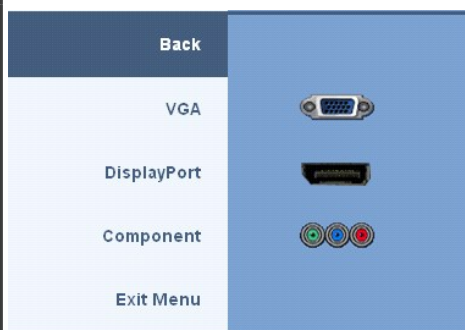 Back
VGA
DisplayPort
Component
Exit Menu